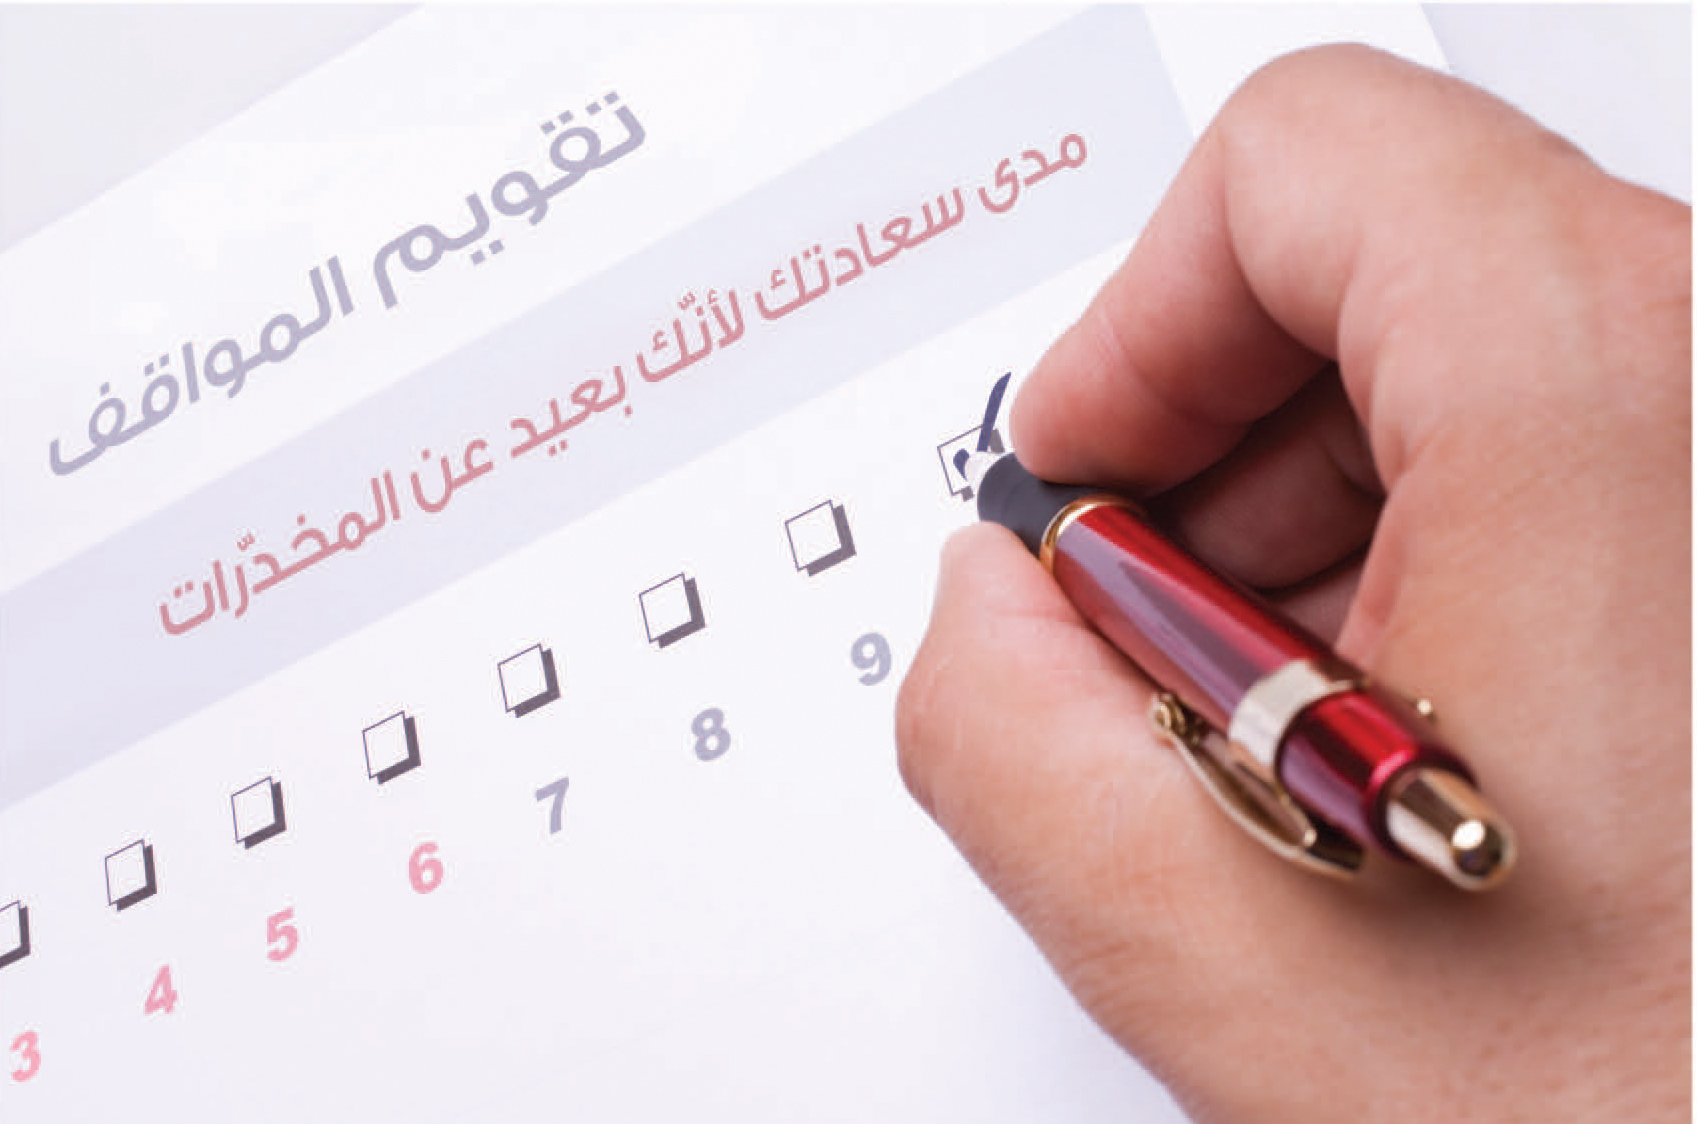 تقويم المواقف
مدى سعادتك لأنّك بعيد عن المخدّرات
3 4 5 6 7 8 9